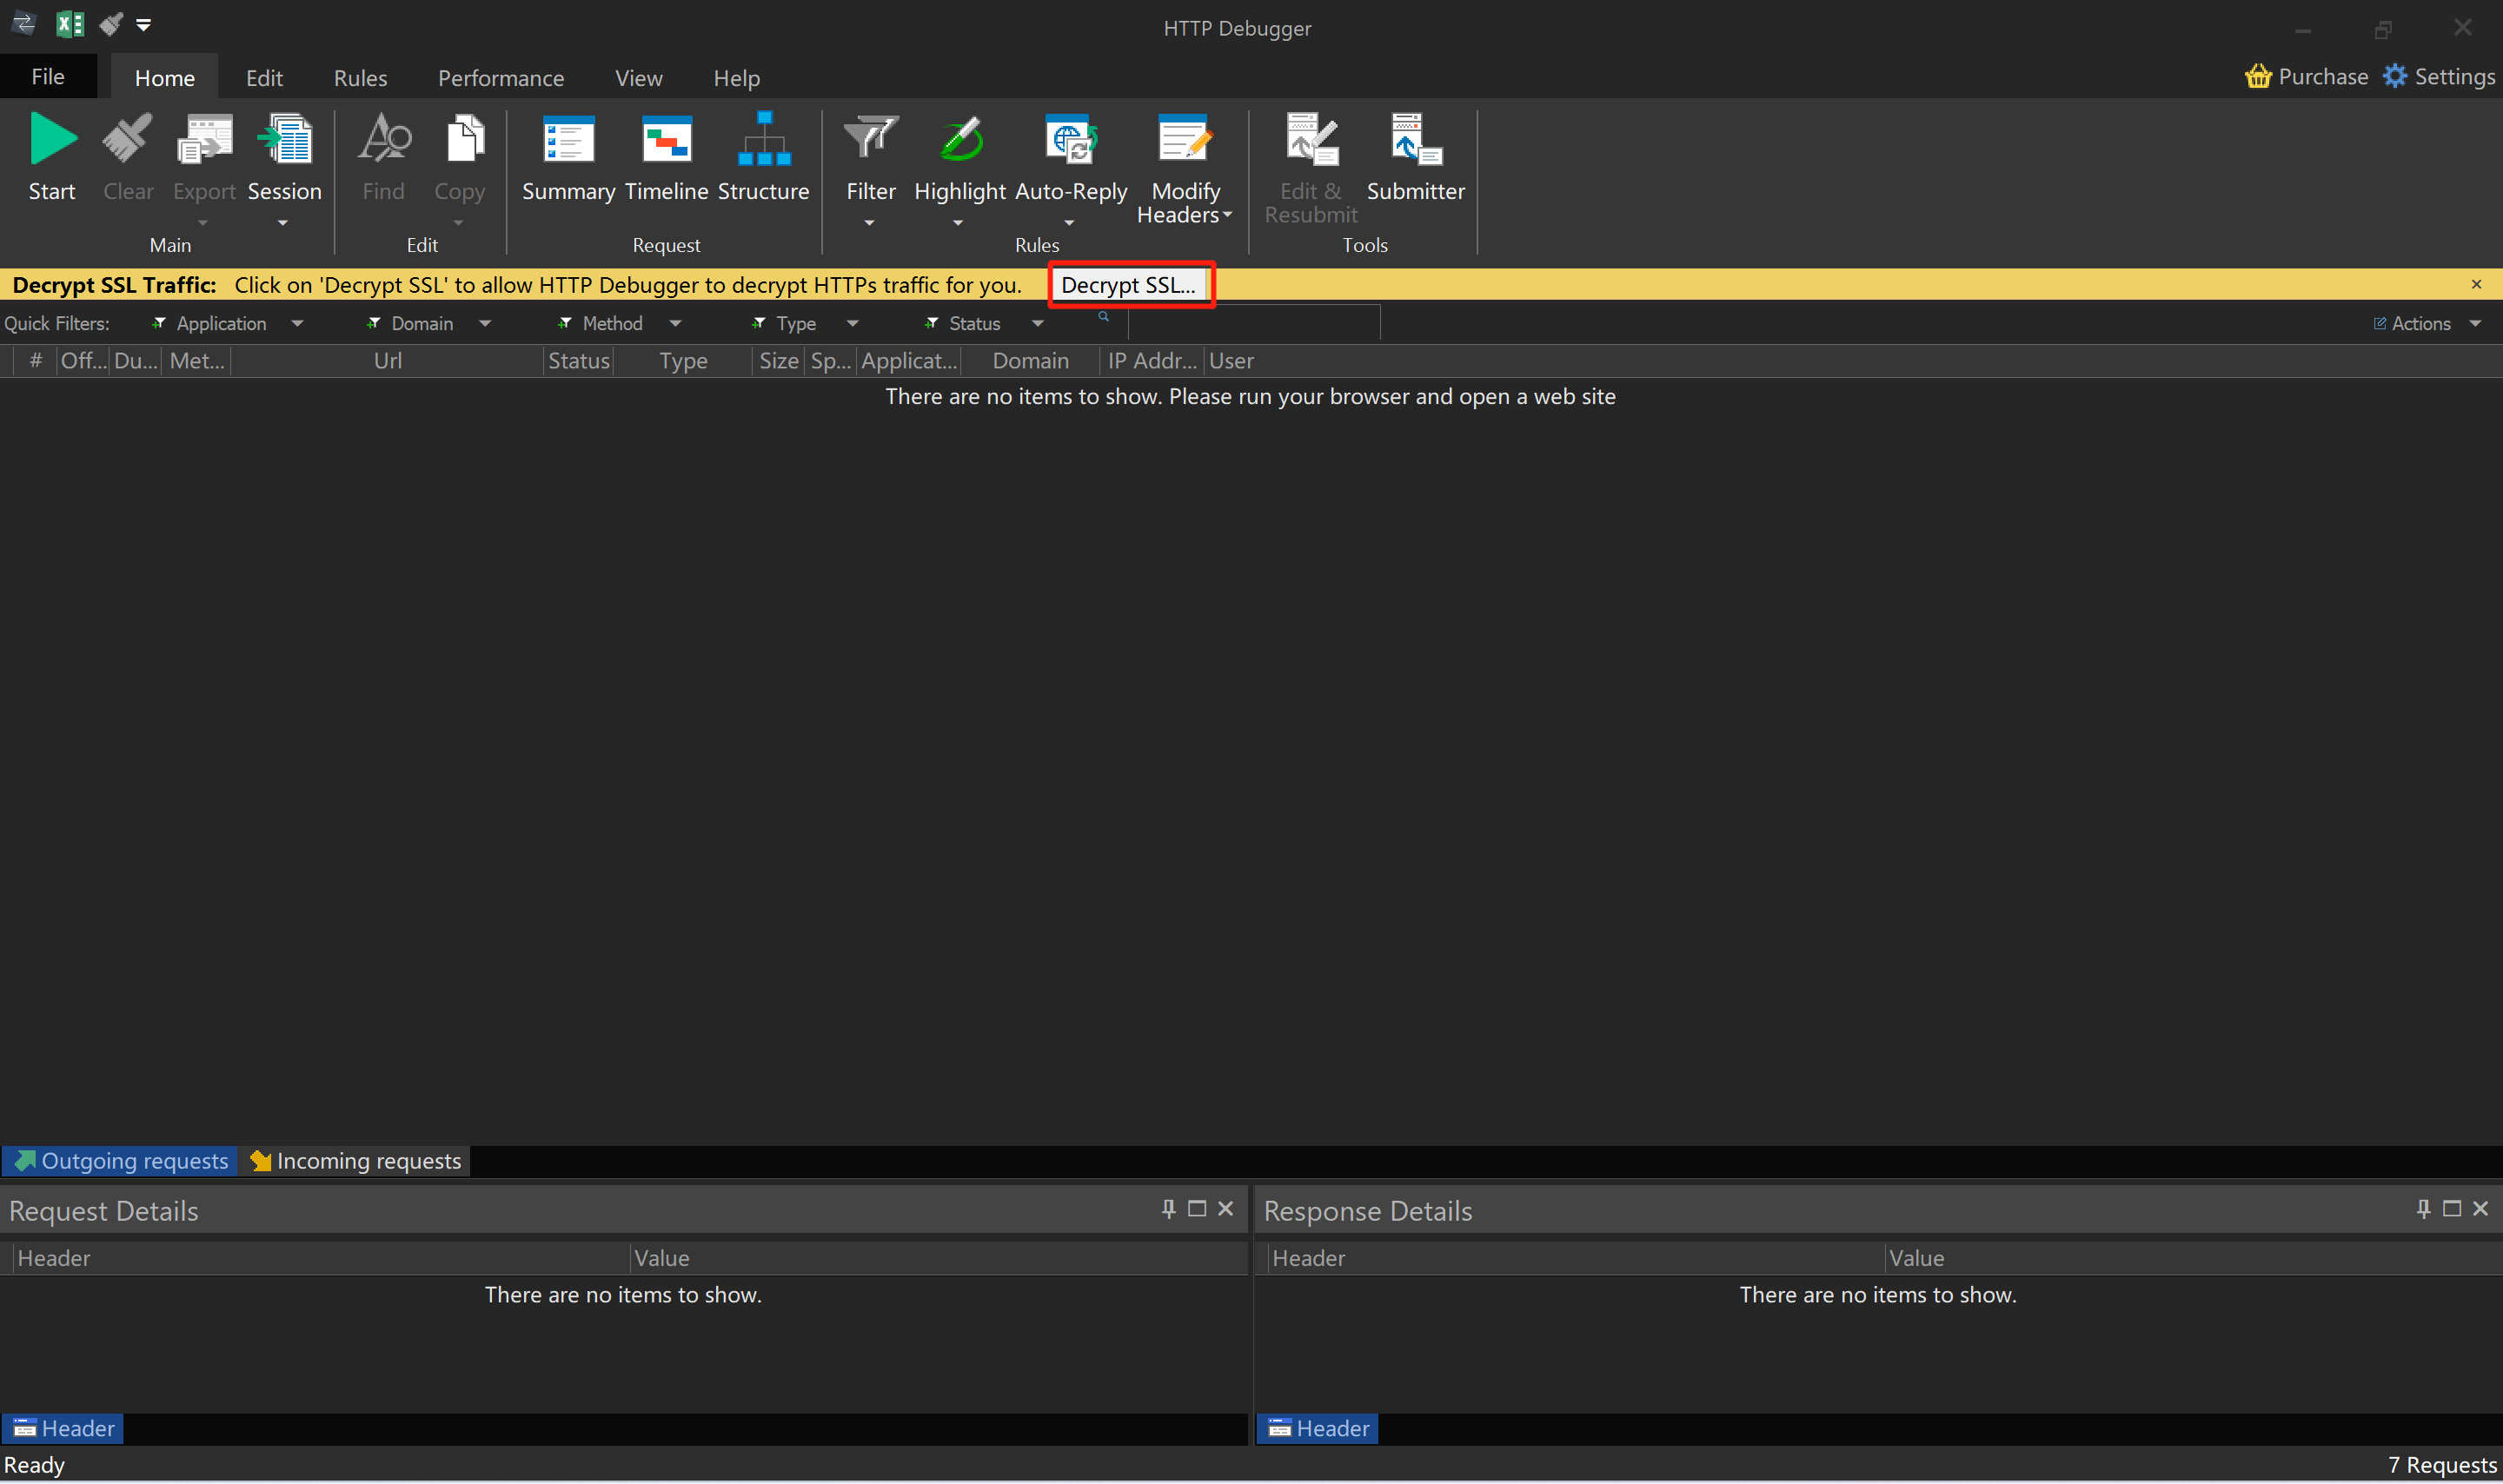 HTTP Debugger
File Home Edit Rules Performance View Help Purchase Settings
Start Clear Export Session Find Copy Summary Timeline Structure Filter Highlight Auto-Reply Modify Headers Edit & Resubmit Submitter
Main Edit Request Rules Tools
Decrypt SSL Traffic: Click on 'Decrypt SSL' to allow HTTP Debugger to decrypt HTTPs traffic for you. Decrypt SSL...
Quick Filters: Application Domain Method Type Status Actions
# Off... Du... Met... Url Status Type Size Sp... Applicat... Domain IP Addr... User
There are no items to show. Please run your browser and open a web site
Outgoing requests Incoming requests
Request Details Response Details
Header Value Header Value
There are no items to show. There are no items to show.
Header Header
Ready 7 Requests